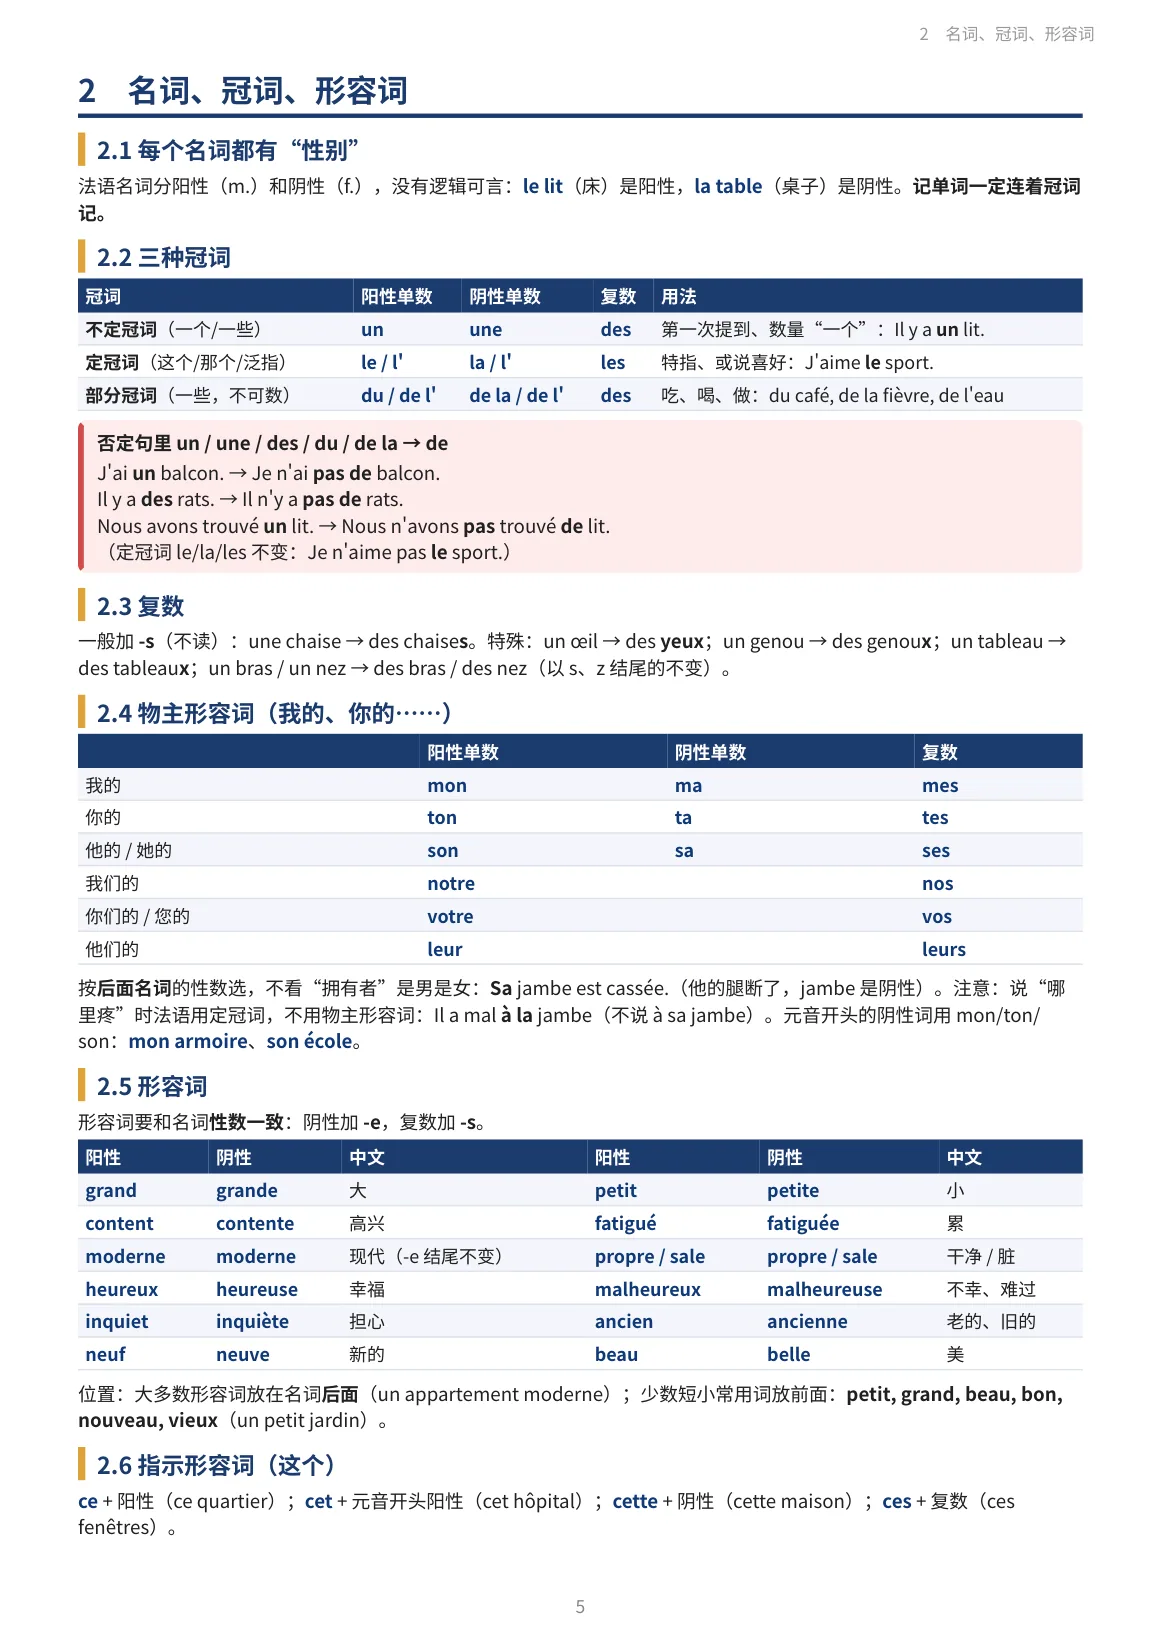 2 名词、冠词、形容词
2 名词、冠词、形容词
2.1 每个名词都有“性别”
法语名词分阳性（m.）和阴性（f.），没有逻辑可言：le lit（床）是阳性，la table（桌子）是阴性。记单词一定连着冠词
记。
2.2 三种冠词
冠词 阳性单数 阴性单数 复数 用法
不定冠词（一个/一些） un une des 第一次提到、数量“一个”：Il y a un lit.
定冠词（这个/那个/泛指） le / l' la / l' les 特指、或说喜好：J'aime le sport.
部分冠词（一些，不可数） du / de l' de la / de l' des 吃、喝、做：du café, de la fièvre, de l'eau
否定句里 un / une / des / du / de la → de
J'ai un balcon. → Je n'ai pas de balcon.
Il y a des rats. → Il n'y a pas de rats.
Nous avons trouvé un lit. → Nous n'avons pas trouvé de lit.
（定冠词 le/la/les 不变：Je n'aime pas le sport.）
2.3 复数
一般加 -s（不读）：une chaise → des chaises。特殊：un œil → des yeux；un genou → des genoux；un tableau →
des tableaux；un bras / un nez → des bras / des nez（以 s、z 结尾的不变）。
2.4 物主形容词（我的、你的……）
阳性单数 阴性单数 复数
我的 mon ma mes
你的 ton ta tes
他的 / 她的 son sa ses
我们的 notre nos
你们的 / 您的 votre vos
他们的 leur leurs
按后面名词的性数选，不看“拥有者”是男是女：Sa jambe est cassée.（他的腿断了，jambe 是阴性）。注意：说“哪
里疼”时法语用定冠词，不用物主形容词：Il a mal à la jambe（不说 à sa jambe）。元音开头的阴性词用 mon/ton/
son：mon armoire、son école。
2.5 形容词
形容词要和名词性数一致：阴性加 -e，复数加 -s。
阳性 阴性 中文 阳性 阴性 中文
grand grande 大 petit petite 小
content contente 高兴 fatigué fatiguée 累
moderne moderne 现代（-e 结尾不变） propre / sale propre / sale 干净 / 脏
heureux heureuse 幸福 malheureux malheureuse 不幸、难过
inquiet inquiète 担心 ancien ancienne 老的、旧的
neuf neuve 新的 beau belle 美
位置：大多数形容词放在名词后面（un appartement moderne）；少数短小常用词放前面：petit, grand, beau, bon,
nouveau, vieux（un petit jardin）。
2.6 指示形容词（这个）
ce + 阳性（ce quartier）；cet + 元音开头阳性（cet hôpital）；cette + 阴性（cette maison）；ces + 复数（ces
fenêtres）。
5